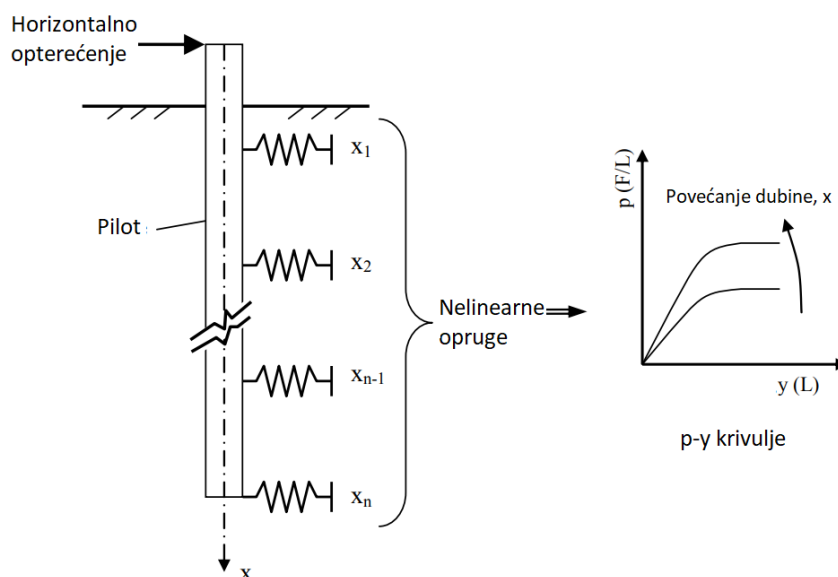 Horizontalno
opterećenje
x1
Pilot
x2
Nelinearne
opruge
xn-1
xn
x
p (F/L)
Povećanje dubine, x
y (L)
p-y krivulje